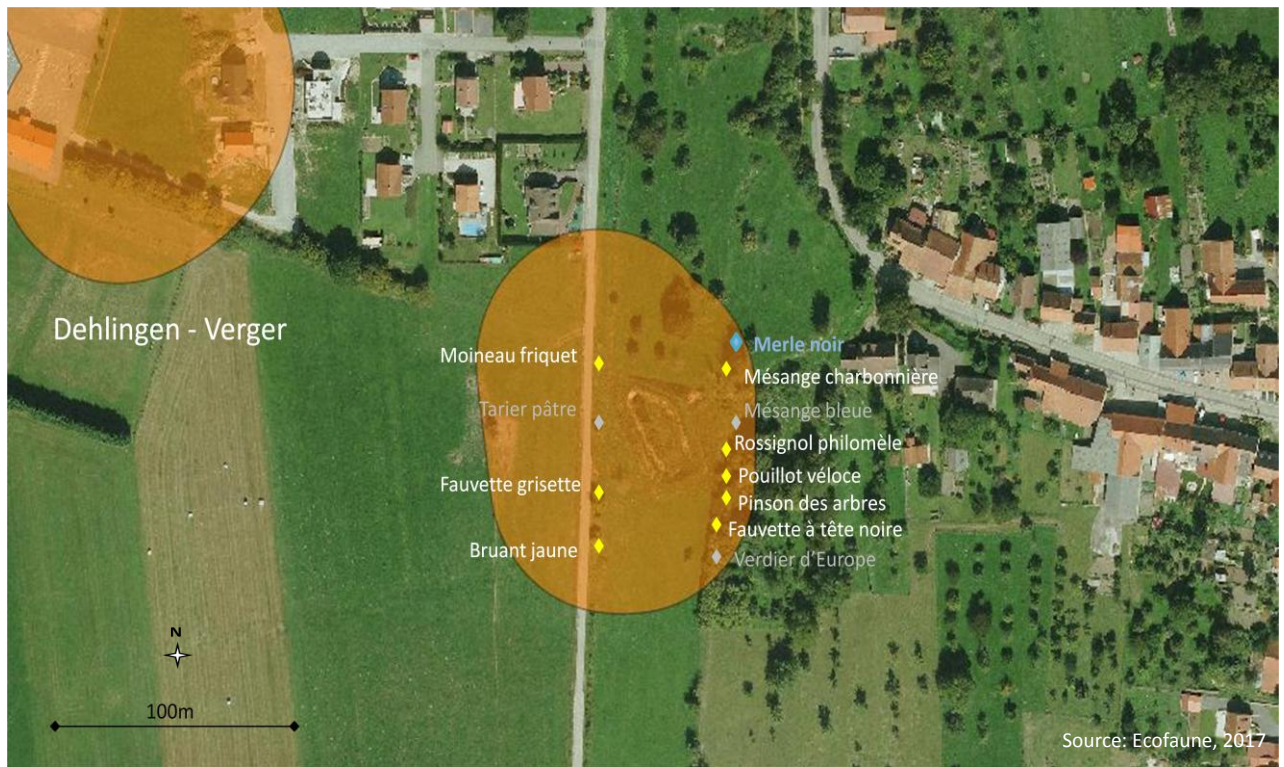 Dehlingen - Verger
Merle noir
Moineau friquet
Mésange charbonnière
Tarier pâtre
Mésange bleue
Rossignol philomèle
Pouillot véloce
Fauvette grisette
Pinson des arbres
Fauvette à tête noire
Bruant jaune
Verdier d'Europe
N
100m
Source: Ecofaune, 2017